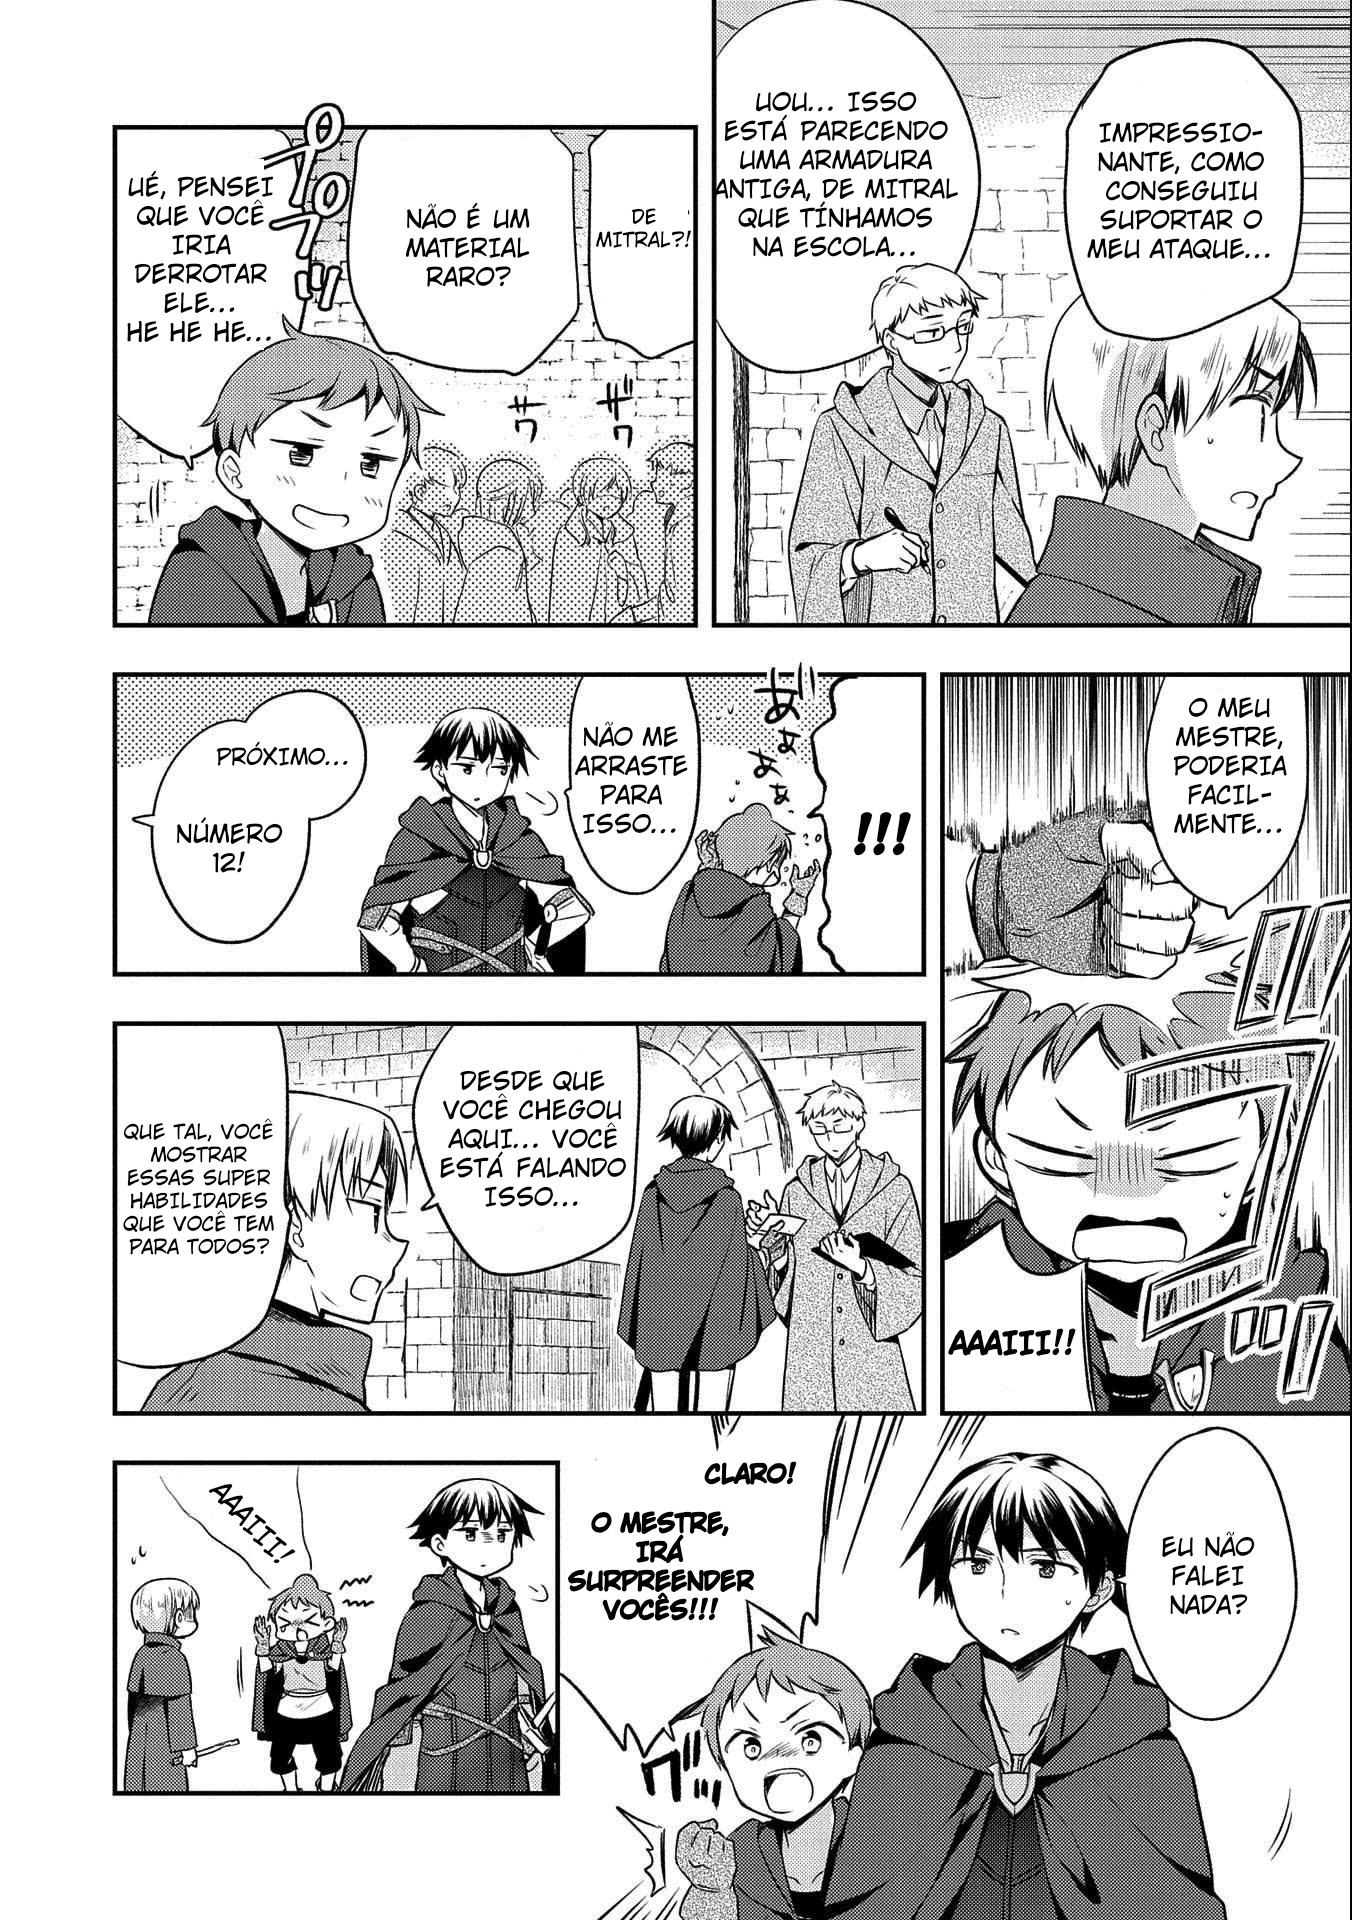 IMPRESSIO-
NANTE, COMO
CONSEGUIU
SUPORTAR O
MEU ATAQUE...
UOU... ISSO
ESTÁ PARECENDO
UMA ARMADURA
ANTIGA, DE MITRAL
QUE TÍNHAMOS
NA ESCOLA...
DE
MITRAL?!
NÃO É UM
MATERIAL
RARO?
ザワ
ザワ
UÉ, PENSEI
QUE VOCÊ
IRIA
DERROTAR
ELE...
HE HE HE...
O MEU
MESTRE,
PODERIA
FACIL-
MENTE...
AAAIII!!
!!!
NÃO ME
ARRASTE
PARA
ISSO...
PRÓXIMO...
NÚMERO
12!
DESDE QUE
VOCÊ CHEGOU
AQUI... VOCÊ
ESTÁ FALANDO
ISSO...
QUE TAL, VOCÊ
MOSTRAR
ESSAS SUPER
HABILIDADES
QUE VOCÊ TEM
PARA TODOS?
EU NÃO
FALEI
NADA?
CLARO!
O MESTRE,
IRÁ
SURPREENDER
VOCÊS!!!
AAAIII!